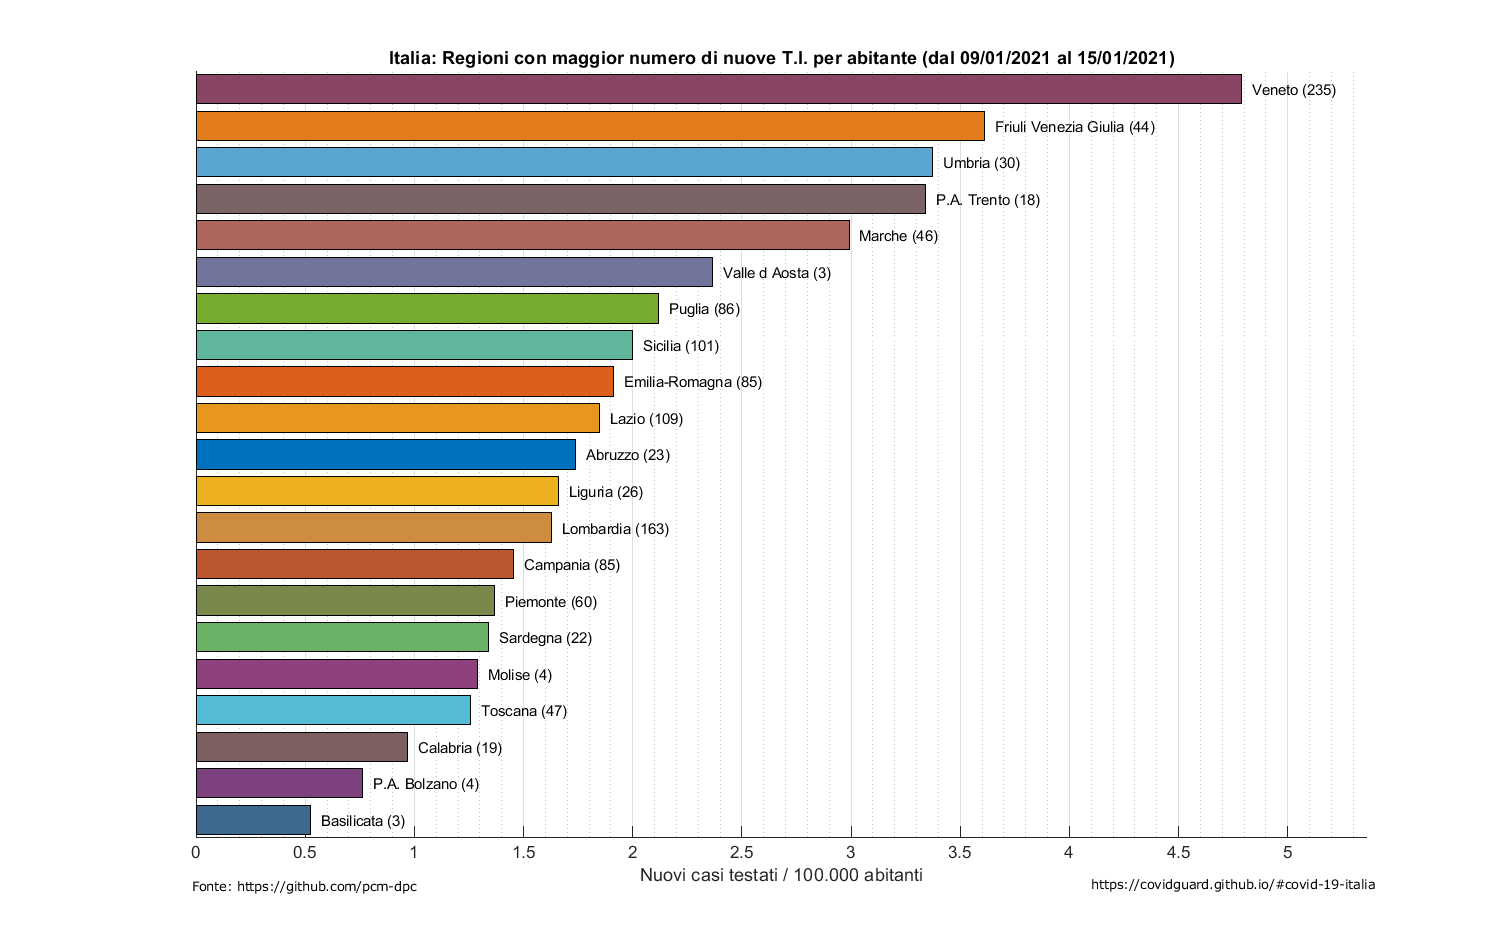 Italia: Regioni con maggior numero di nuove T.I. per abitante (dal 09/01/2021 al 15/01/2021)
Veneto (235)
Friuli Venezia Giulia (44)
Umbria (30)
P.A. Trento (18)
Marche (46)
Valle d Aosta (3)
Puglia (86)
Sicilia (101)
Emilia-Romagna (85)
Lazio (109)
Abruzzo (23)
Liguria (26)
Lombardia (163)
Campania (85)
Piemonte (60)
Sardegna (22)
Molise (4)
Toscana (47)
Calabria (19)
P.A. Bolzano (4)
Basilicata (3)
0 0.5 1 1.5 2 2.5 3 3.5 4 4.5 5
Nuovi casi testati / 100.000 abitanti
Fonte: https://github.com/pcm-dpc
https://covidguard.github.io/#covid-19-italia